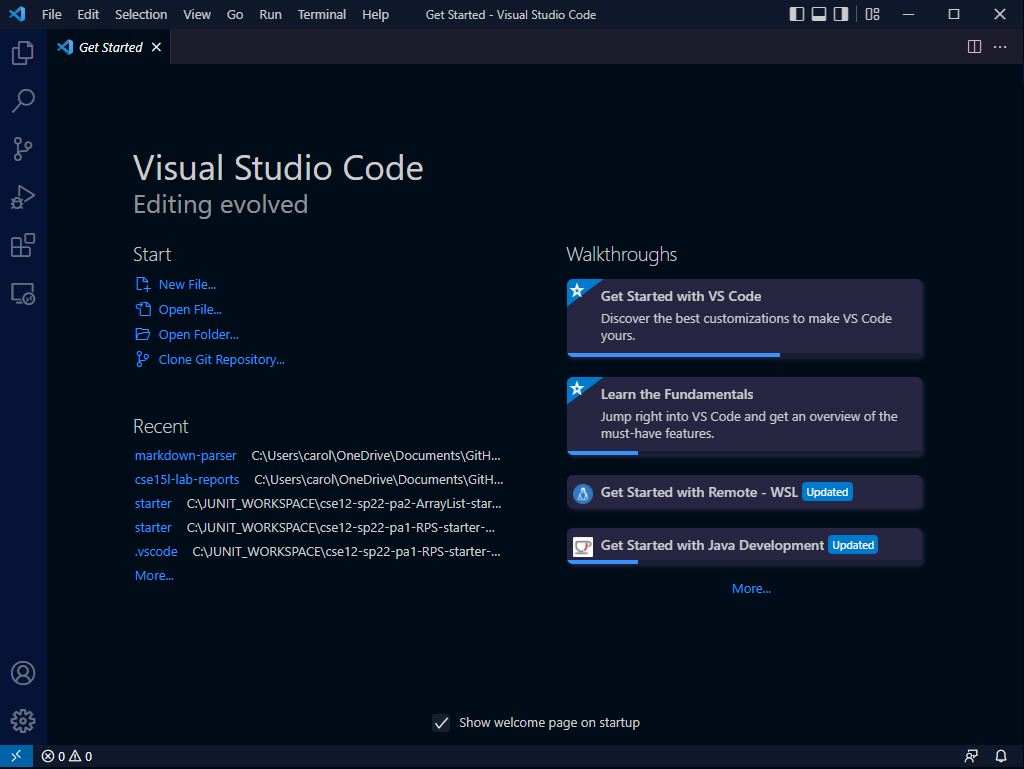 File Edit Selection View Go Run Terminal Help Get Started - Visual Studio Code
Get Started
Visual Studio Code
Editing evolved
Start
New File...
Open File...
Open Folder...
Clone Git Repository...
Recent
markdown-parser C:\Users\carol\OneDrive\Documents\GitH...
cse15l-lab-reports C:\Users\carol\OneDrive\Documents\GitH...
starter C:\JUNIT_WORKSPACE\cse12-sp22-pa2-ArrayList-star...
starter C:\JUNIT_WORKSPACE\cse12-sp22-pa1-RPS-starter-...
.vscode C:\JUNIT_WORKSPACE\cse12-sp22-pa1-RPS-starter-...
More...
Walkthroughs
Get Started with VS Code
Discover the best customizations to make VS Code
yours.
Learn the Fundamentals
Jump right into VS Code and get an overview of the
must-have features.
Get Started with Remote - WSL Updated
Get Started with Java Development Updated
More...
Show welcome page on startup
0 0